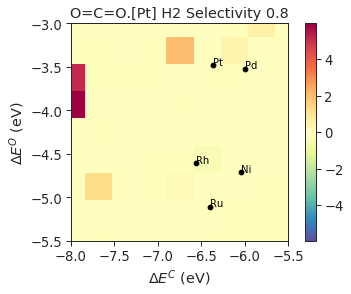 O=C=O.[Pt] H2 Selectivity 0.8
−3.0
−3.5
−4.0
−4.5
−5.0
−5.5
ΔE^O (eV)
Pt
Pd
Rh
Ni
Ru
−8.0 −7.5 −7.0 −6.5 −6.0 −5.5
ΔE^C (eV)
4
2
0
−2
−4